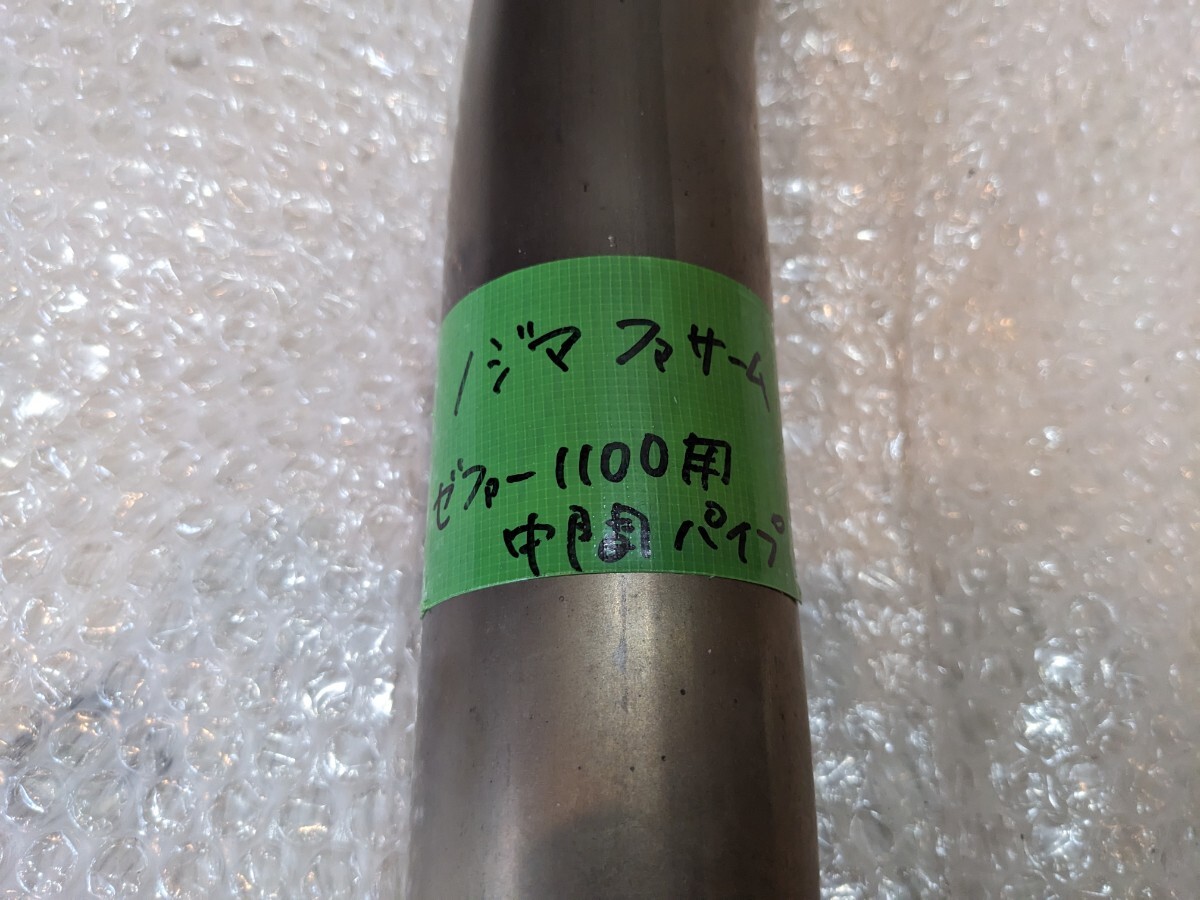 ノジマ ファサーム
ゼファー1100用
中間 パイプ